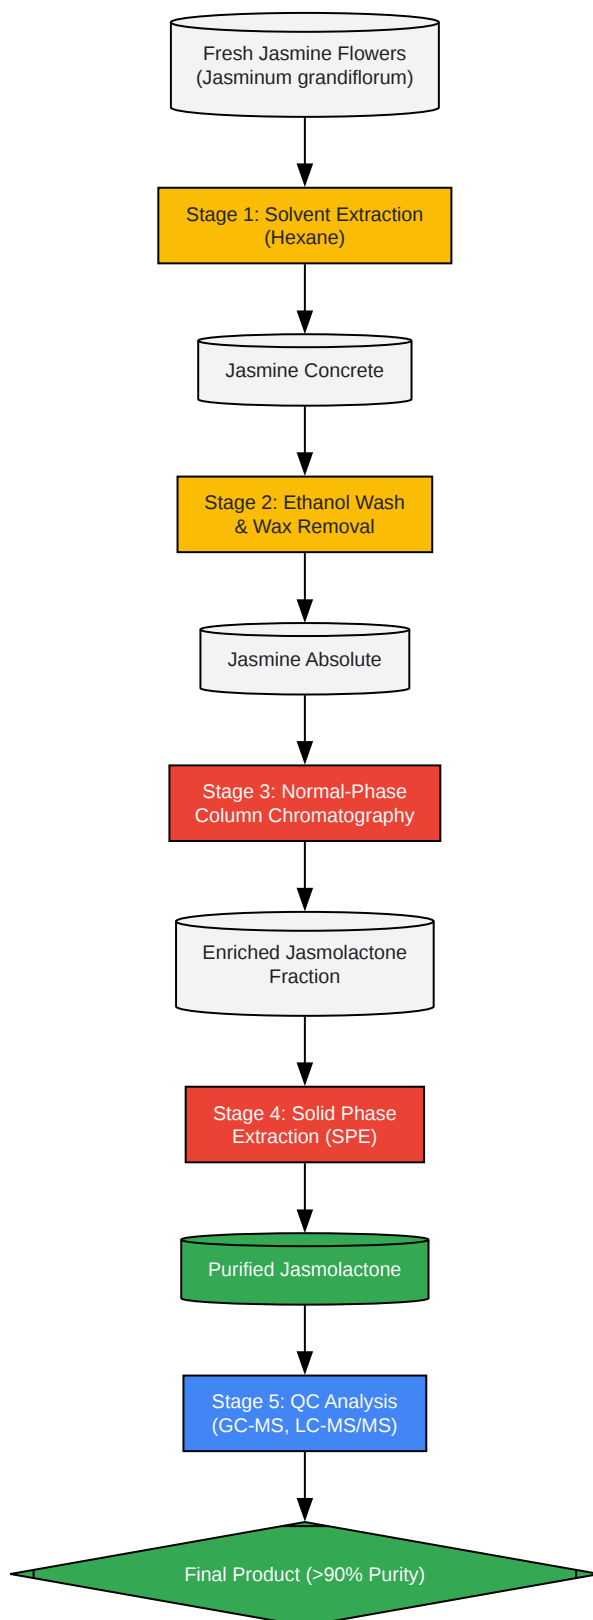 Fresh Jasmine Flowers
(Jasminum grandiflorum)
Stage 1: Solvent Extraction
(Hexane)
Jasmine Concrete
Stage 2: Ethanol Wash
& Wax Removal
Jasmine Absolute
Stage 3: Normal-Phase
Column Chromatography
Enriched Jasmolactone
Fraction
Stage 4: Solid Phase
Extraction (SPE)
Purified Jasmolactone
Stage 5: QC Analysis
(GC-MS, LC-MS/MS)
Final Product (>90% Purity)